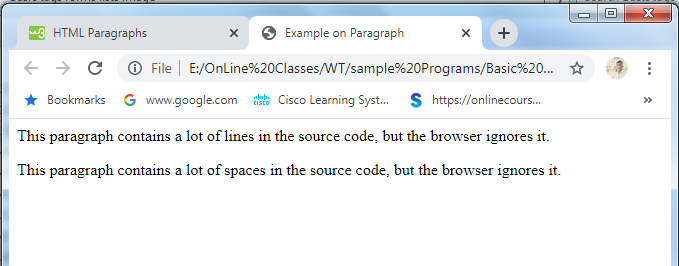 HTML Paragraphs
Example on Paragraph
File | E:/OnLine%20Classes/WT/sample%20Programs/Basic%20...
Bookmarks
www.google.com
Cisco Learning Syst...
https://onlinecours...
This paragraph contains a lot of lines in the source code, but the browser ignores it.
This paragraph contains a lot of spaces in the source code, but the browser ignores it.